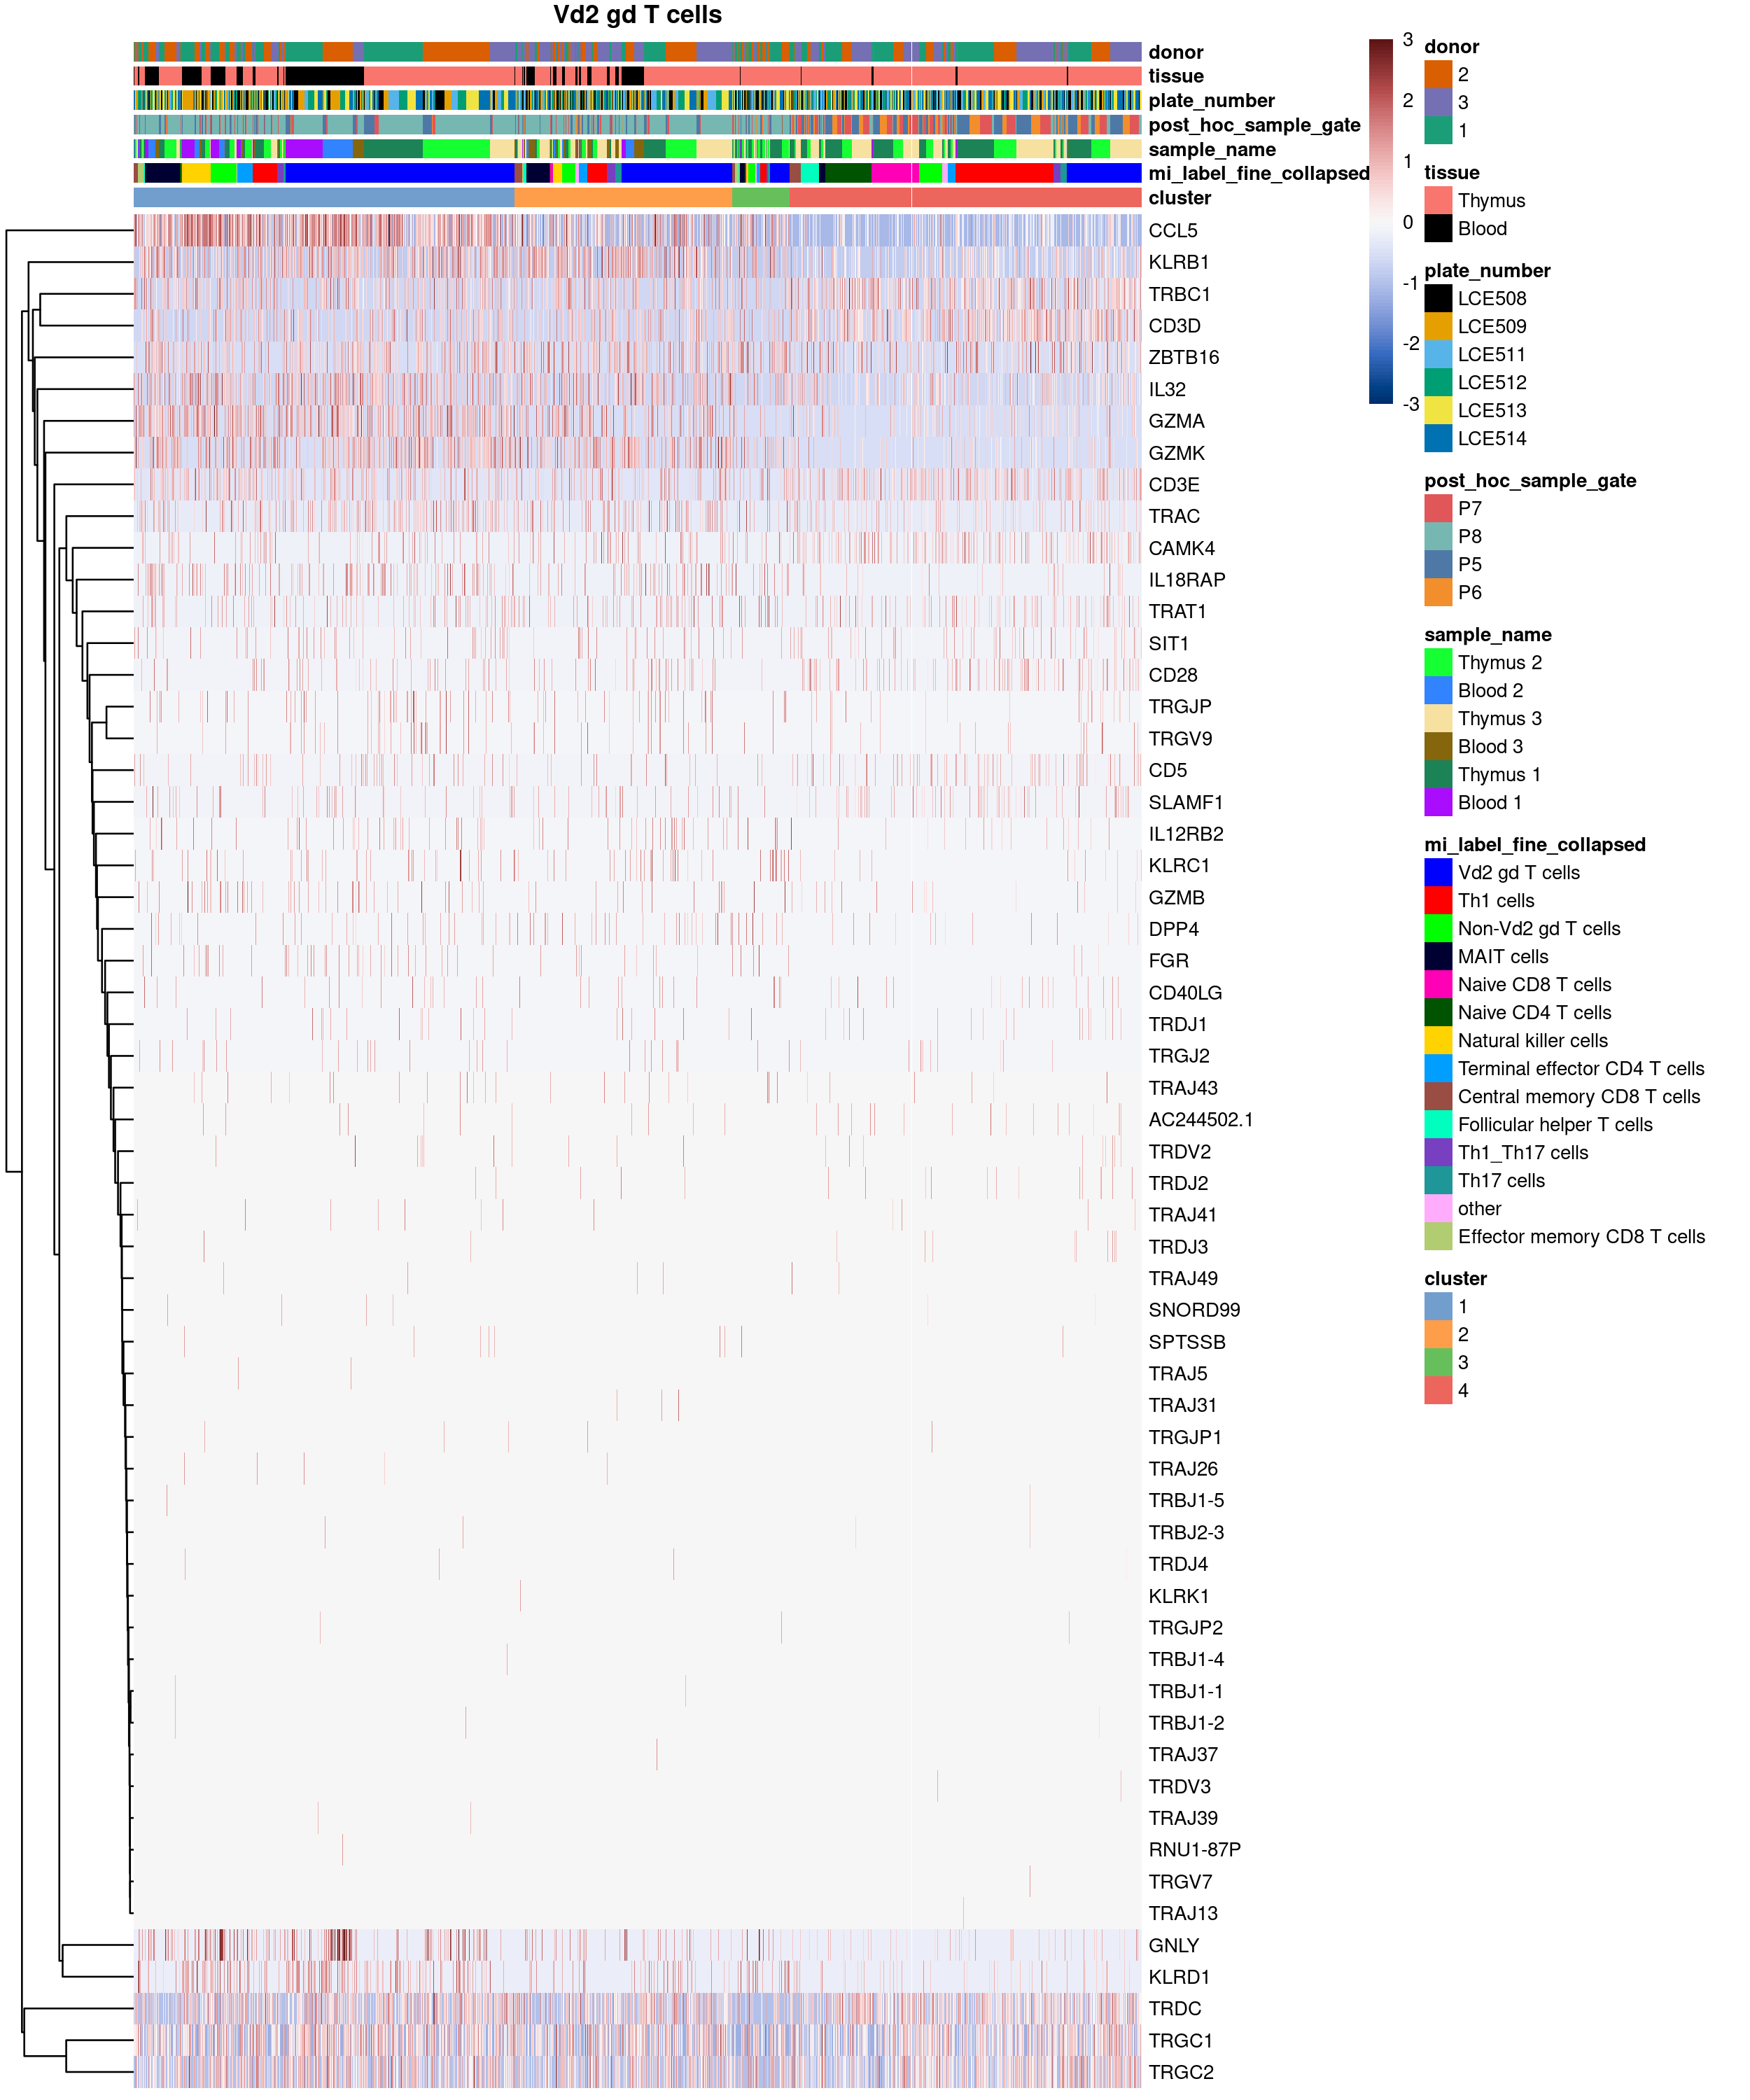 Vd2 gd T cells
donor
tissue
plate_number
post_hoc_sample_gate
sample_name
mi_label_fine_collapsed
cluster
CCL5
KLRB1
TRBC1
CD3D
ZBTB16
IL32
GZMA
GZMK
CD3E
TRAC
CAMK4
IL18RAP
TRAT1
SIT1
CD28
TRGJP
TRGV9
CD5
SLAMF1
IL12RB2
KLRC1
GZMB
DPP4
FGR
CD40LG
TRDJ1
TRGJ2
TRAJ43
AC244502.1
TRDV2
TRDJ2
TRAJ41
TRDJ3
TRAJ49
SNORD99
SPTSSB
TRAJ5
TRAJ31
TRGJP1
TRAJ26
TRBJ1-5
TRBJ2-3
TRDJ4
KLRK1
TRGJP2
TRBJ1-4
TRBJ1-1
TRBJ1-2
TRAJ37
TRDV3
TRAJ39
RNU1-87P
TRGV7
TRAJ13
GNLY
KLRD1
TRDC
TRGC1
TRGC2
3
2
1
0
-1
-2
-3
donor
2
3
1
tissue
Thymus
Blood
plate_number
LCE508
LCE509
LCE511
LCE512
LCE513
LCE514
post_hoc_sample_gate
P7
P8
P5
P6
sample_name
Thymus 2
Blood 2
Thymus 3
Blood 3
Thymus 1
Blood 1
mi_label_fine_collapsed
Vd2 gd T cells
Th1 cells
Non-Vd2 gd T cells
MAIT cells
Naive CD8 T cells
Naive CD4 T cells
Natural killer cells
Terminal effector CD4 T cells
Central memory CD8 T cells
Follicular helper T cells
Th1_Th17 cells
Th17 cells
other
Effector memory CD8 T cells
cluster
1
2
3
4